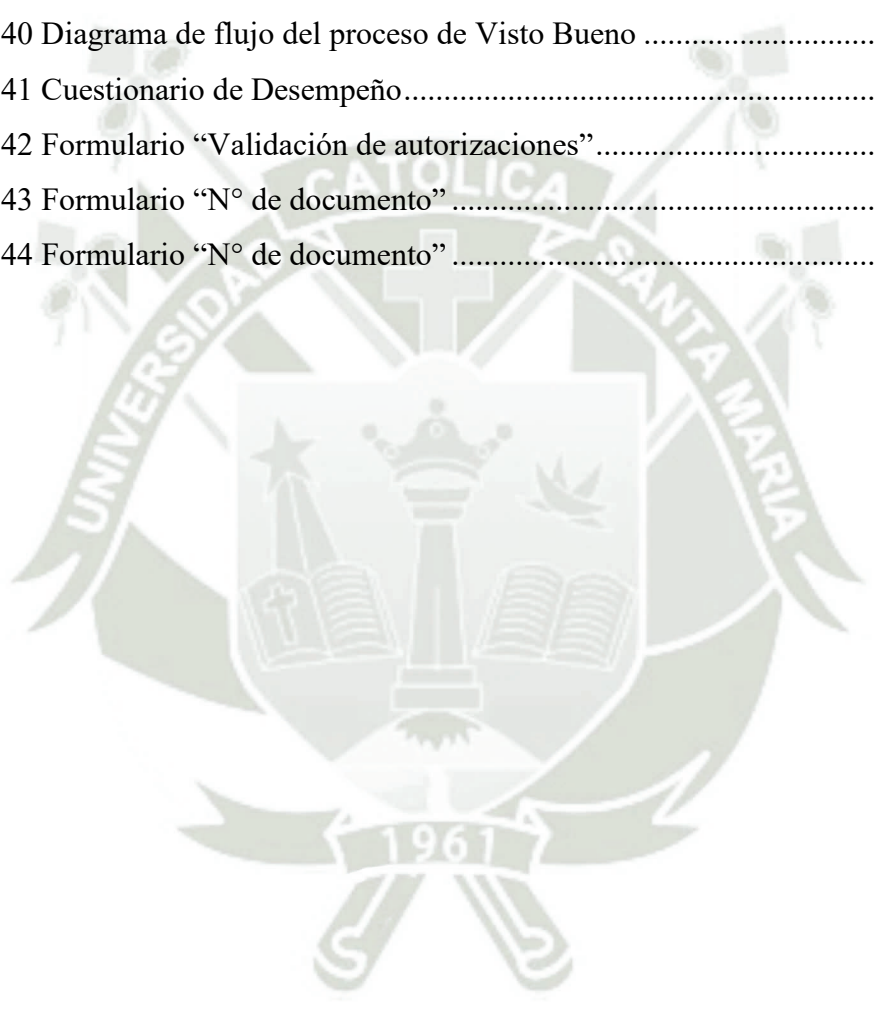 40 Diagrama de flujo del proceso de Visto Bueno ........................
41 Cuestionario de Desempeño.................................................
42 Formulario “Validación de autorizaciones”.............................
43 Formulario “N° de documento” ............................................
44 Formulario “N° de documento” ............................................
UNIVERSIDAD CATOLICA SANTA MARIA
1961